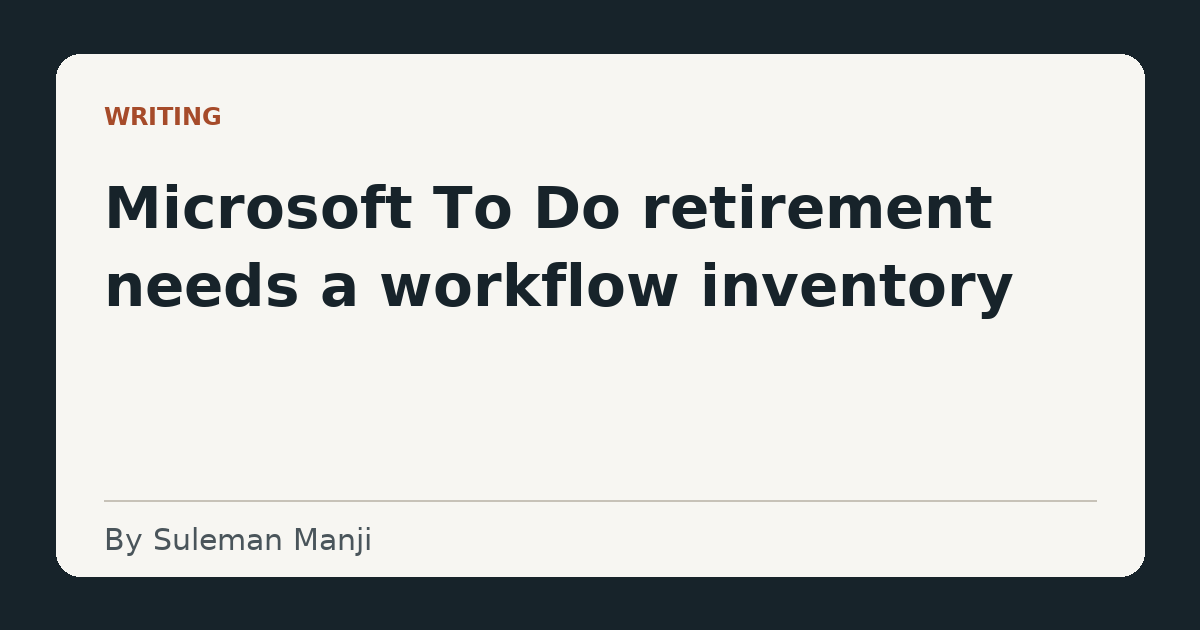 WRITING
Microsoft To Do retirement
needs a workflow inventory
By Suleman Manji